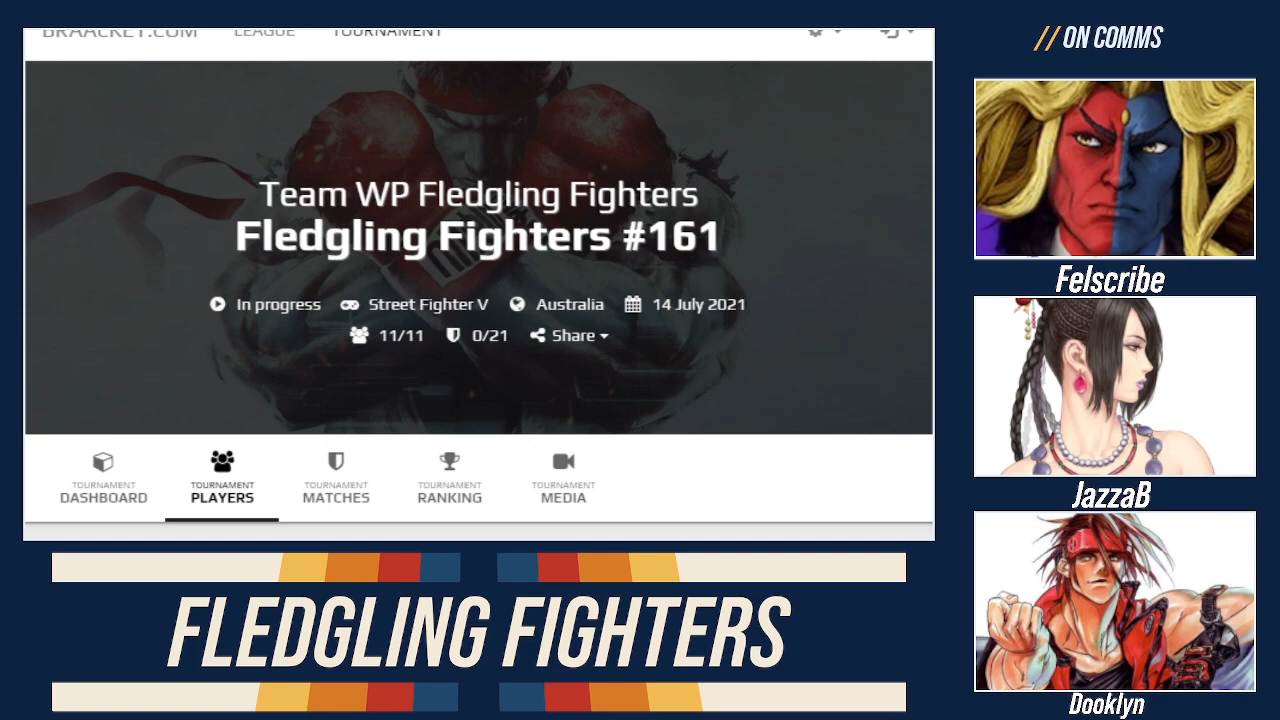 BRAACKET.COM LEAGUE TOURNAMENT
Team WP Fledgling Fighters
Fledgling Fighters #161
In progress Street Fighter V Australia 14 July 2021
11/11 0/21 Share
TOURNAMENT DASHBOARD
TOURNAMENT PLAYERS
TOURNAMENT MATCHES
TOURNAMENT RANKING
TOURNAMENT MEDIA
FLEDGLING FIGHTERS
// ON COMMS
Felscribe
JazzaB
Dooklyn